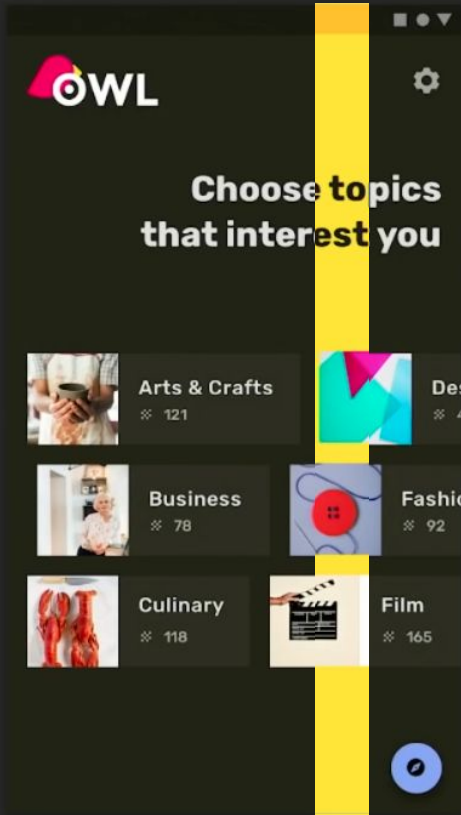 OWL
Choose topics
that interest you
Arts & Crafts
121
Business
78
Fashio
92
Culinary
118
Film
165